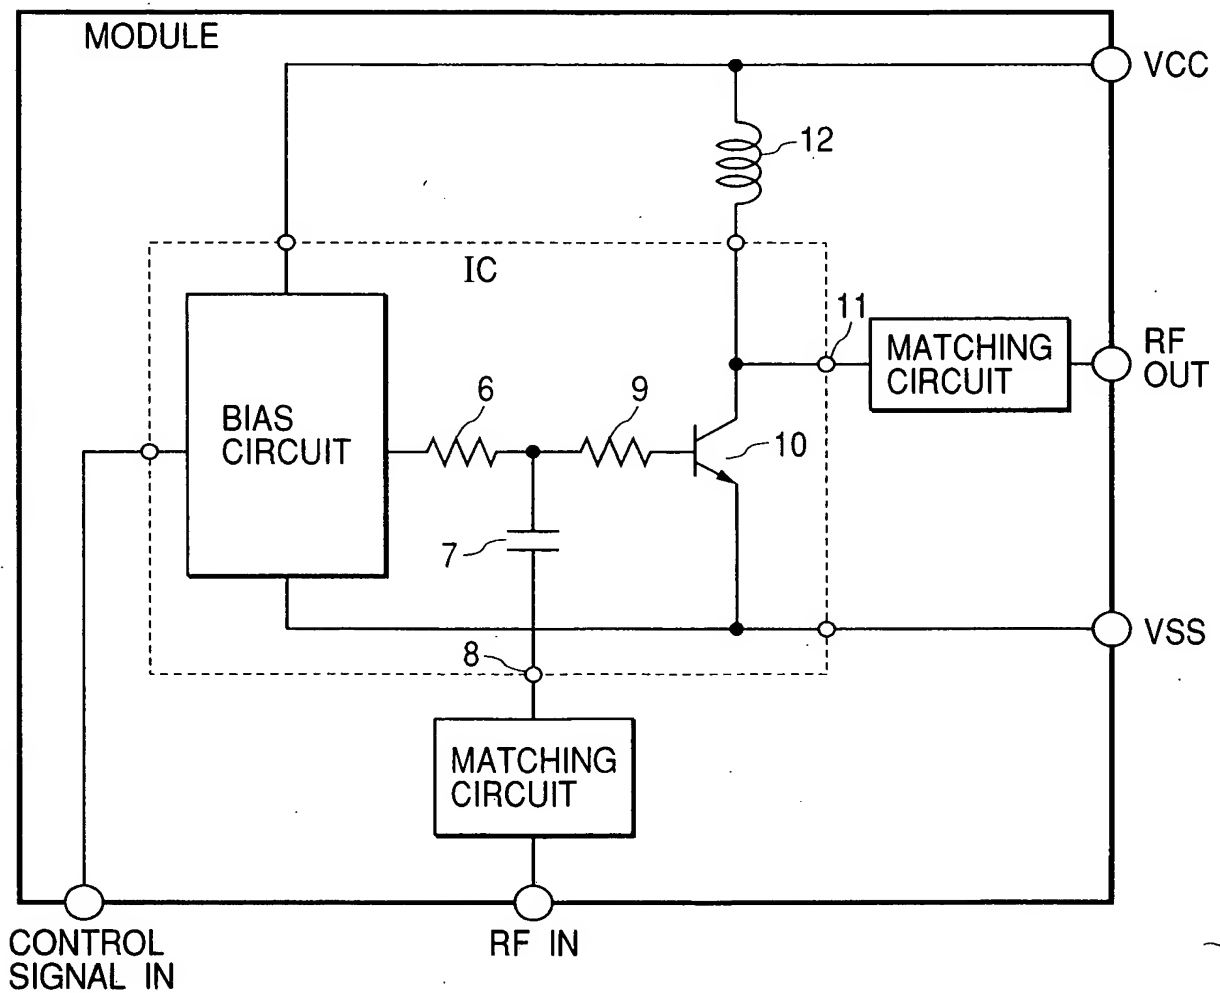 MODULE
VCC
12
IC
11
MATCHING
CIRCUIT
RF
OUT
BIAS
CIRCUIT
6
9
10
7
8
VSS
MATCHING
CIRCUIT
CONTROL
SIGNAL IN
RF IN